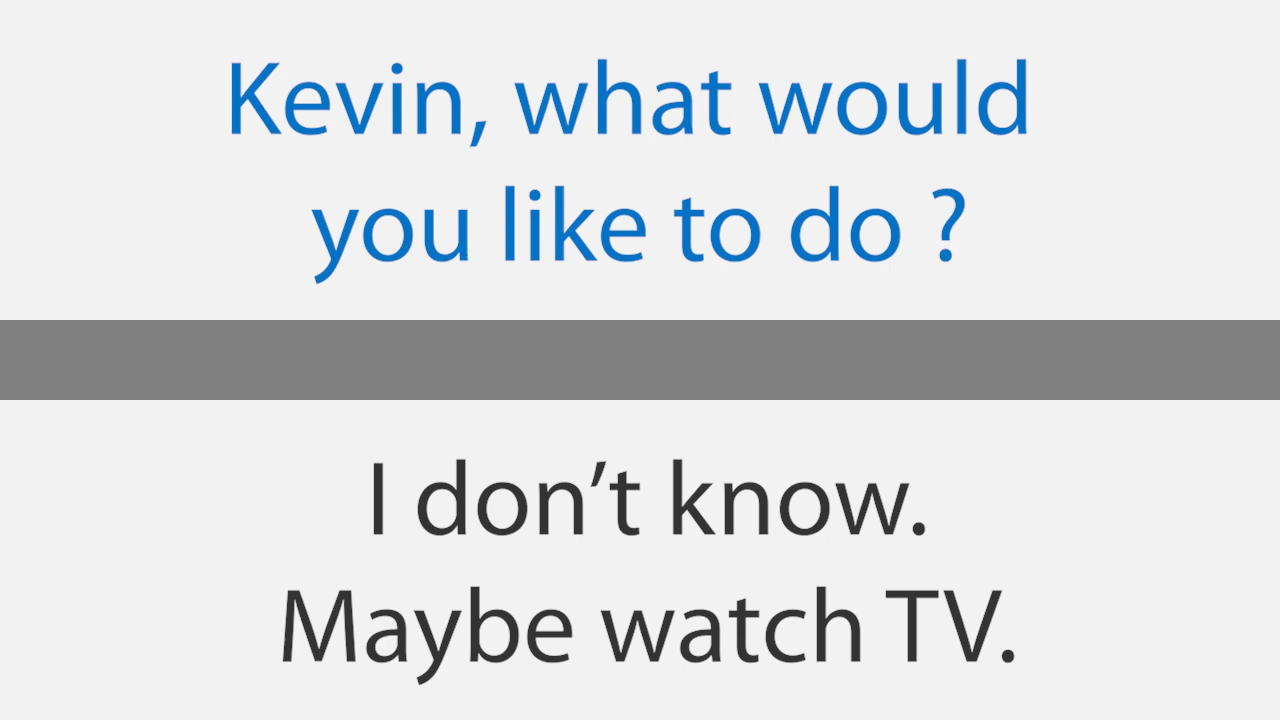 Kevin, what would
you like to do ?
I don’t know.
Maybe watch TV.